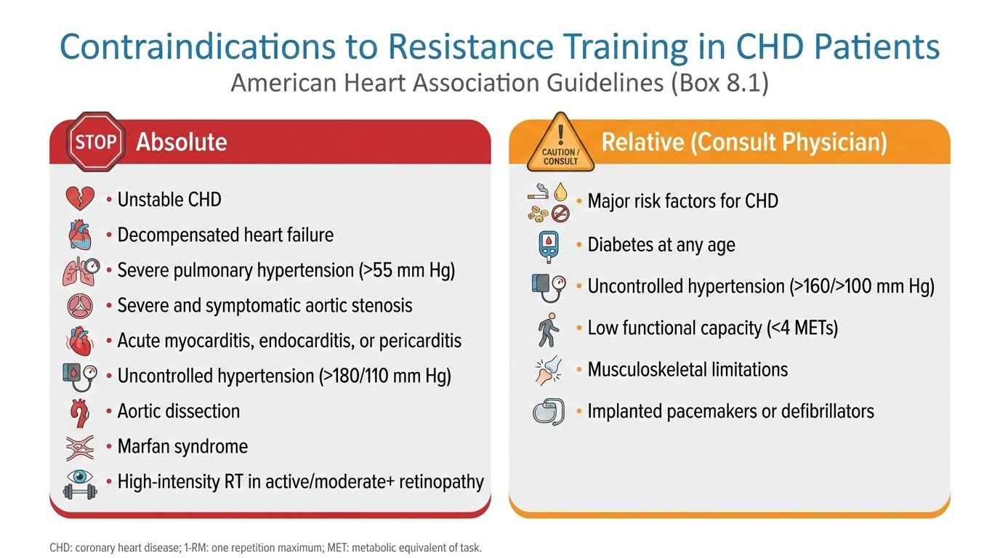 Contraindications to Resistance Training in CHD Patients
American Heart Association Guidelines (Box 8.1)
STOP
Absolute
• Unstable CHD
• Decompensated heart failure
• Severe pulmonary hypertension (>55 mm Hg)
• Severe and symptomatic aortic stenosis
• Acute myocarditis, endocarditis, or pericarditis
• Uncontrolled hypertension (>180/110 mm Hg)
• Aortic dissection
• Marfan syndrome
• High-intensity RT in active/moderate+ retinopathy
!
CAUTION /
CONSULT
Relative (Consult Physician)
• Major risk factors for CHD
• Diabetes at any age
• Uncontrolled hypertension (>160/>100 mm Hg)
• Low functional capacity (<4 METs)
• Musculoskeletal limitations
• Implanted pacemakers or defibrillators
CHD: coronary heart disease; 1-RM: one repetition maximum; MET: metabolic equivalent of task.